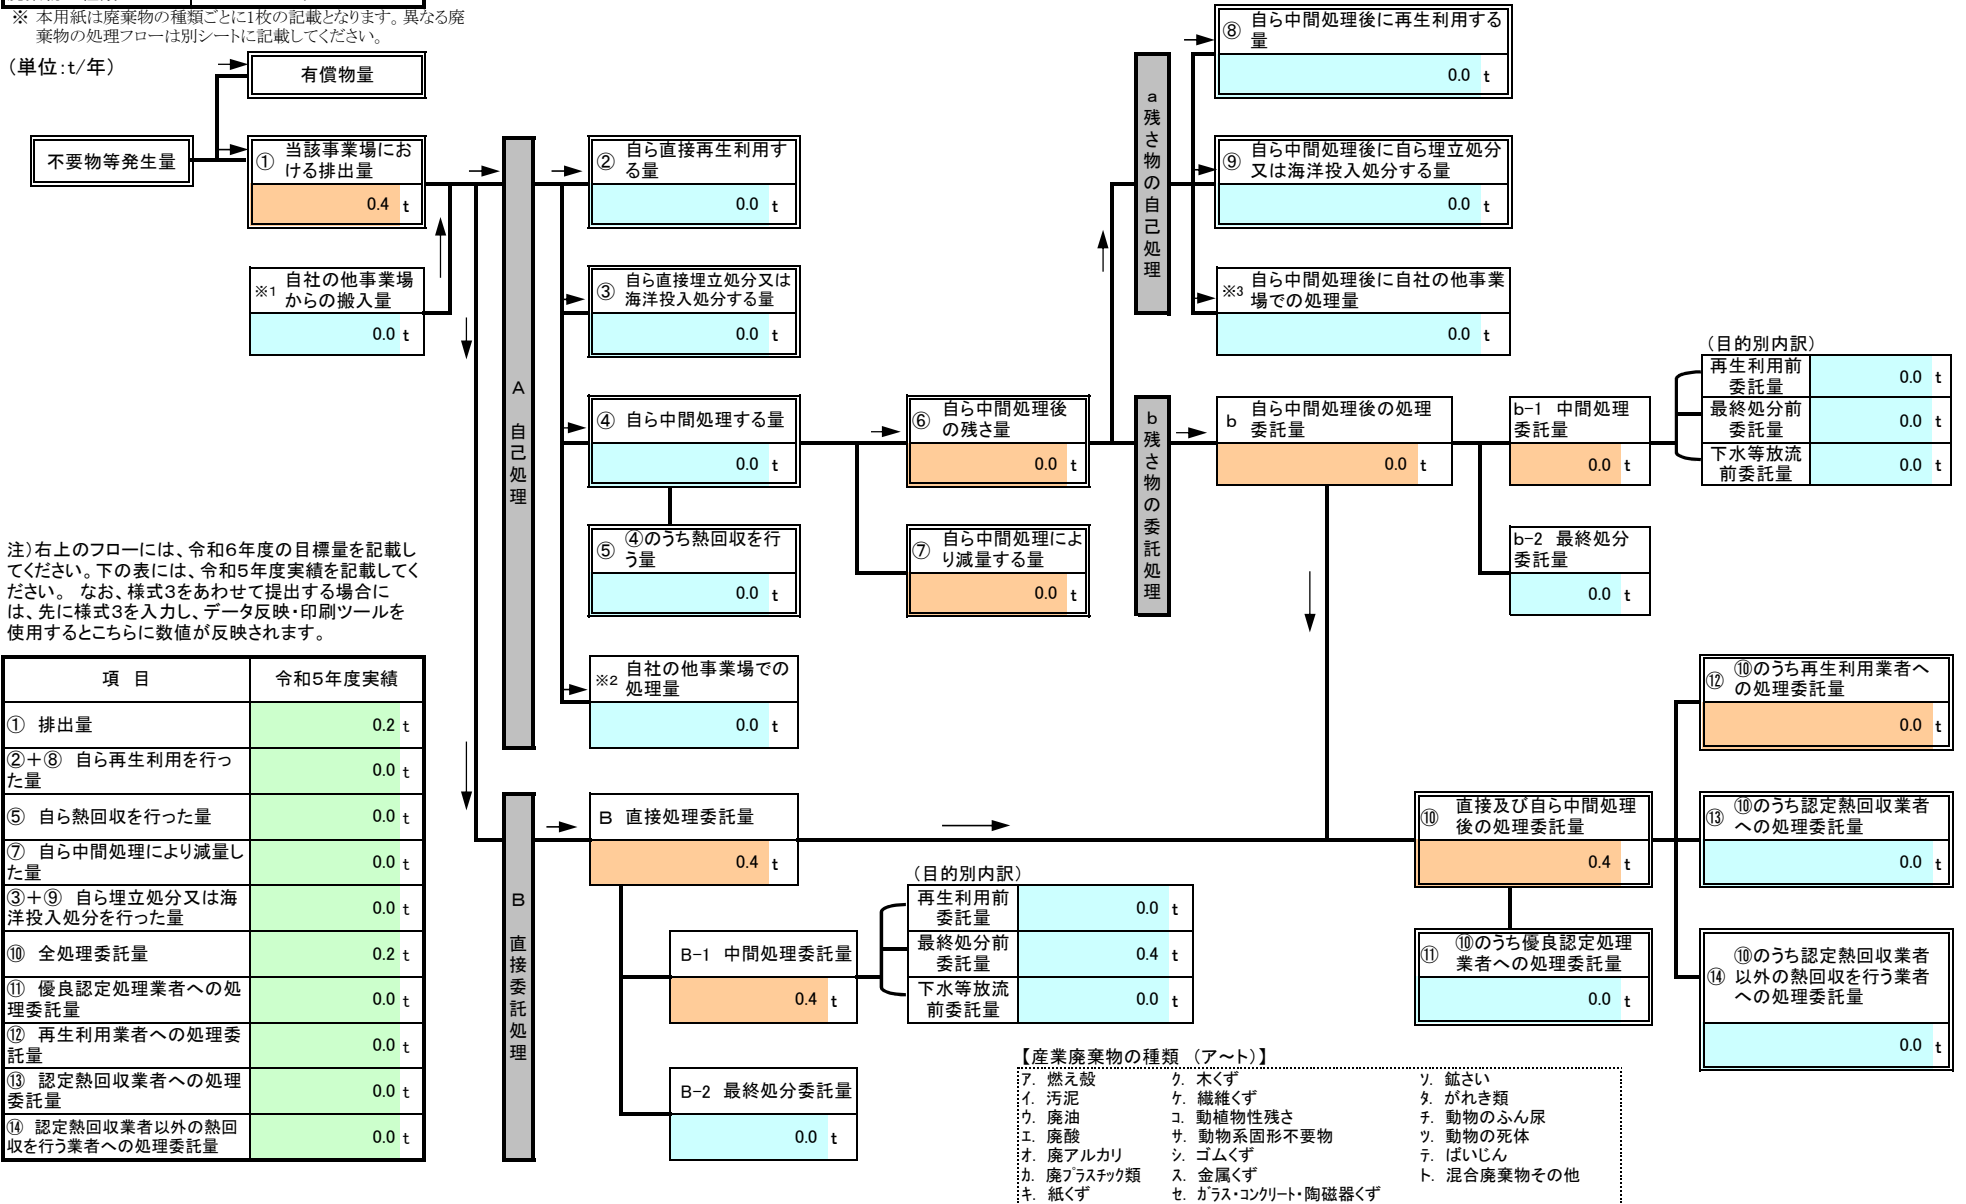 ※ 本用紙は廃棄物の種類ごとに1枚の記載となります。異なる廃
棄物の処理フローは別シートに記載してください。
（単位：t/年）
有償物量
不要物等発生量
① 当該事業場にお
ける排出量
0.4 t
※1 自社の他事業場
からの搬入量
0.0 t
A 自己処理
② 自ら直接再生利用す
る量
0.0 t
③ 自ら直接埋立処分又は
海洋投入処分する量
0.0 t
④ 自ら中間処理する量
0.0 t
⑤ ④のうち熱回収を行
う量
0.0 t
※2 自社の他事業場での
処理量
0.0 t
⑥ 自ら中間処理後
の残さ量
0.0 t
⑦ 自ら中間処理によ
り減量する量
0.0 t
a 残さ物の自己処理
⑧ 自ら中間処理後に再生利用する
量
0.0 t
⑨ 自ら中間処理後に自ら埋立処分
又は海洋投入処分する量
0.0 t
※3 自ら中間処理後に自社の他事業
場での処理量
0.0 t
b 残さ物の委託処理
b 自ら中間処理後の処理
委託量
0.0 t
b-1 中間処理
委託量
0.0 t
（目的別内訳）
再生利用前
委託量
0.0 t
最終処分前
委託量
0.0 t
下水等放流
前委託量
0.0 t
b-2 最終処分
委託量
0.0 t
注）右上のフローには、令和６年度の目標量を記載し
てください。下の表には、令和５年度実績を記載してく
ださい。 なお、様式３をあわせて提出する場合に
は、先に様式３を入力し、データ反映・印刷ツールを
使用するとこちらに数値が反映されます。
項 目 令和５年度実績
① 排出量 0.2 t
②＋⑧ 自ら再生利用を行っ
た量 0.0 t
⑤ 自ら熱回収を行った量 0.0 t
⑦ 自ら中間処理により減量し
た量 0.0 t
③＋⑨ 自ら埋立処分又は海
洋投入処分を行った量 0.0 t
⑩ 全処理委託量 0.2 t
⑪ 優良認定処理業者への処
理委託量 0.0 t
⑫ 再生利用業者への処理委
託量 0.0 t
⑬ 認定熱回収業者への処理
委託量 0.0 t
⑭ 認定熱回収業者以外の熱回
収を行う業者への処理委託量 0.0 t
B 直接委託処理
B 直接処理委託量
0.4 t
B-1 中間処理委託量
0.4 t
（目的別内訳）
再生利用前
委託量
0.0 t
最終処分前
委託量
0.4 t
下水等放流
前委託量
0.0 t
B-2 最終処分委託量
0.0 t
⑩ 直接及び自ら中間処理
後の処理委託量
0.4 t
⑪ ⑩のうち優良認定処理
業者への処理委託量
0.0 t
⑫ ⑩のうち再生利用業者へ
の処理委託量
0.0 t
⑬ ⑩のうち認定熱回収業者
への処理委託量
0.0 t
⑭ ⑩のうち認定熱回収業者
以外の熱回収を行う業者
への処理委託量
0.0 t
【産業廃棄物の種類 （ア～ト）】
ア. 燃え殻 ク. 木くず ソ. 鉱さい
イ. 汚泥 ケ. 繊維くず タ. がれき類
ウ. 廃油 コ. 動植物性残さ チ. 動物のふん尿
エ. 廃酸 サ. 動物系固形不要物 ツ. 動物の死体
オ. 廃アルカリ シ. ゴムくず テ. ばいじん
カ. 廃プラスチック類 ス. 金属くず ト. 混合廃棄物その他
キ. 紙くず セ. ガラス・コンクリート・陶磁器くず